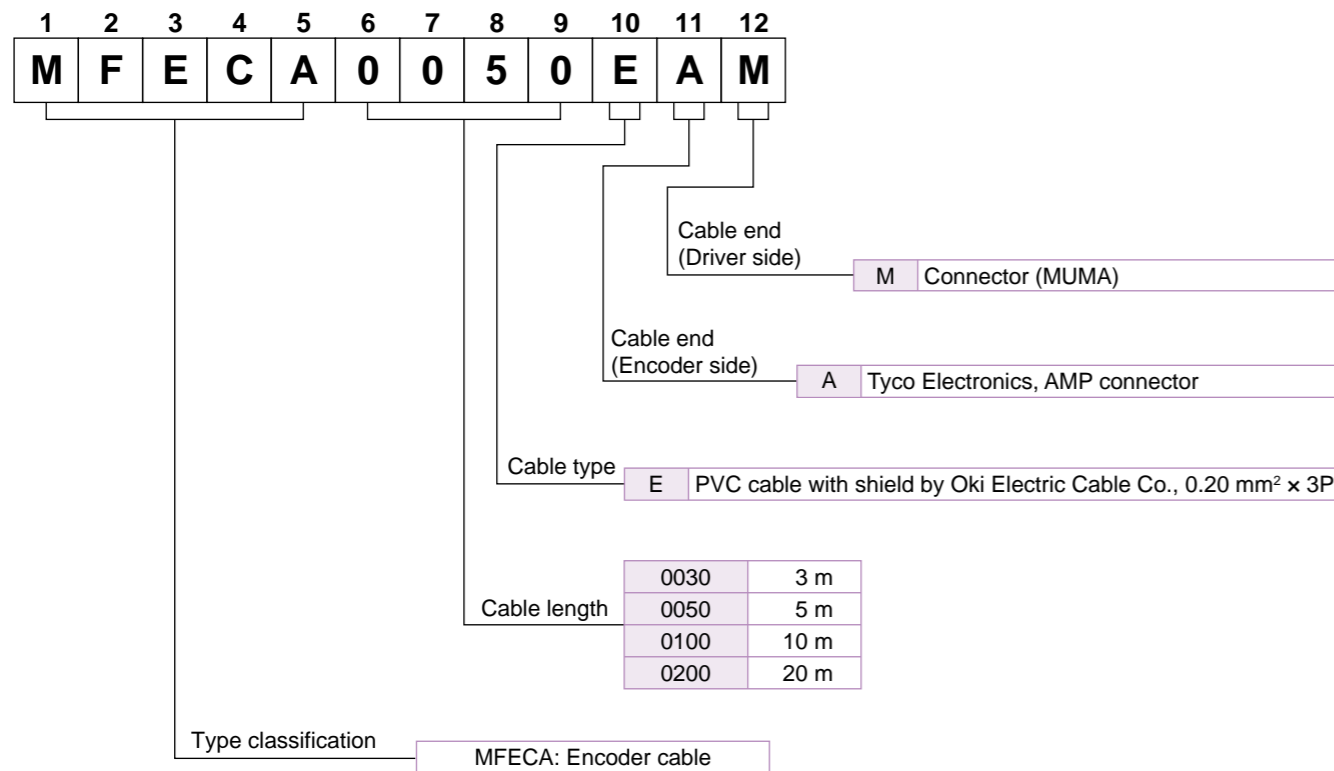 1 2 3 4 5 6 7 8 9 10 11 12
M F E C A 0 0 5 0 E A M
Cable end
(Driver side)
M Connector (MUMA)
Cable end
(Encoder side)
A Tyco Electronics, AMP connector
Cable type
E PVC cable with shield by Oki Electric Cable Co., 0.20 mm² × 3P
Cable length
0030 3 m
0050 5 m
0100 10 m
0200 20 m
Type classification
MFECA: Encoder cable